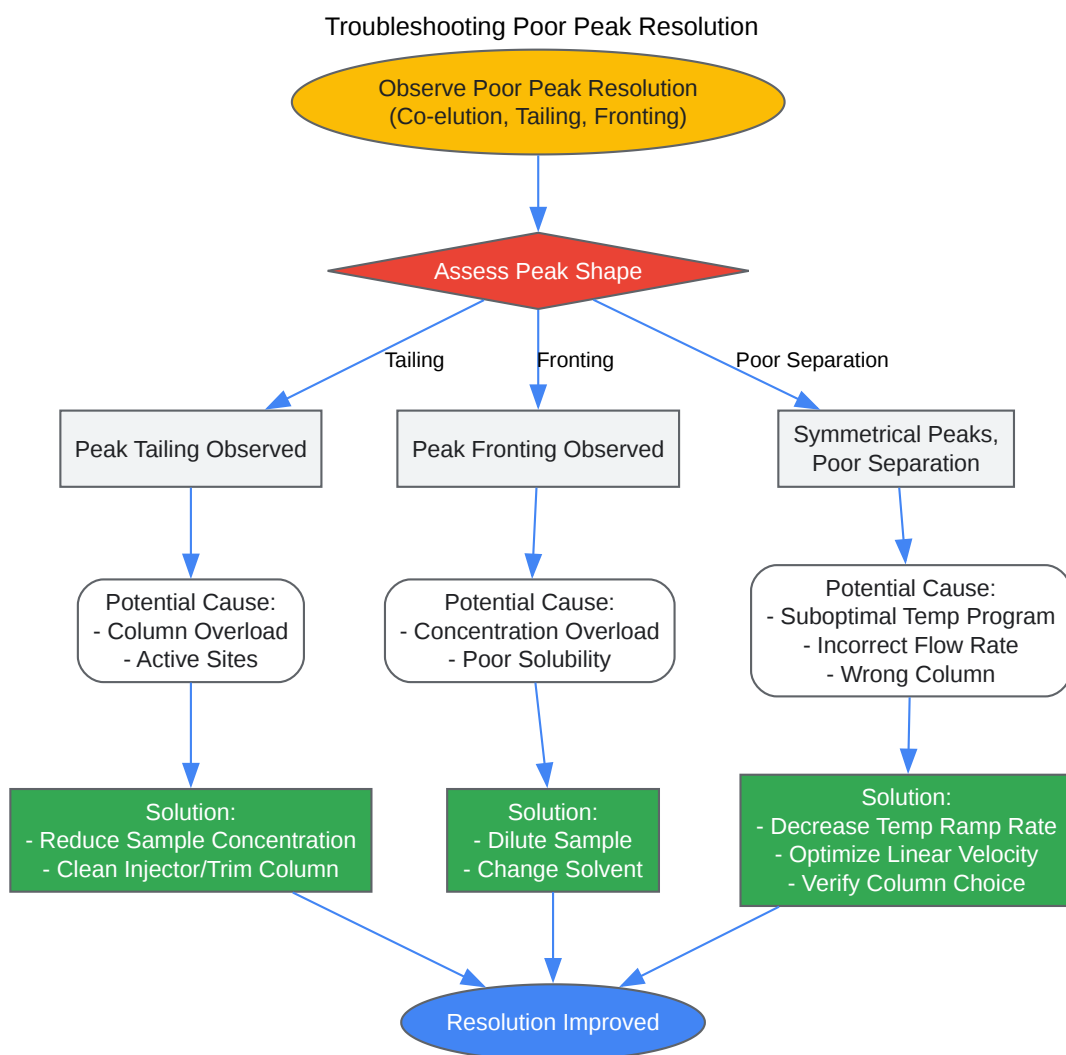 Troubleshooting Poor Peak Resolution
Observe Poor Peak Resolution
(Co-elution, Tailing, Fronting)
Assess Peak Shape
Tailing
Fronting
Poor Separation
Peak Tailing Observed
Peak Fronting Observed
Symmetrical Peaks,
Poor Separation
Potential Cause:
- Column Overload
- Active Sites
Potential Cause:
- Concentration Overload
- Poor Solubility
Potential Cause:
- Suboptimal Temp Program
- Incorrect Flow Rate
- Wrong Column
Solution:
- Reduce Sample Concentration
- Clean Injector/Trim Column
Solution:
- Dilute Sample
- Change Solvent
Solution:
- Decrease Temp Ramp Rate
- Optimize Linear Velocity
- Verify Column Choice
Resolution Improved